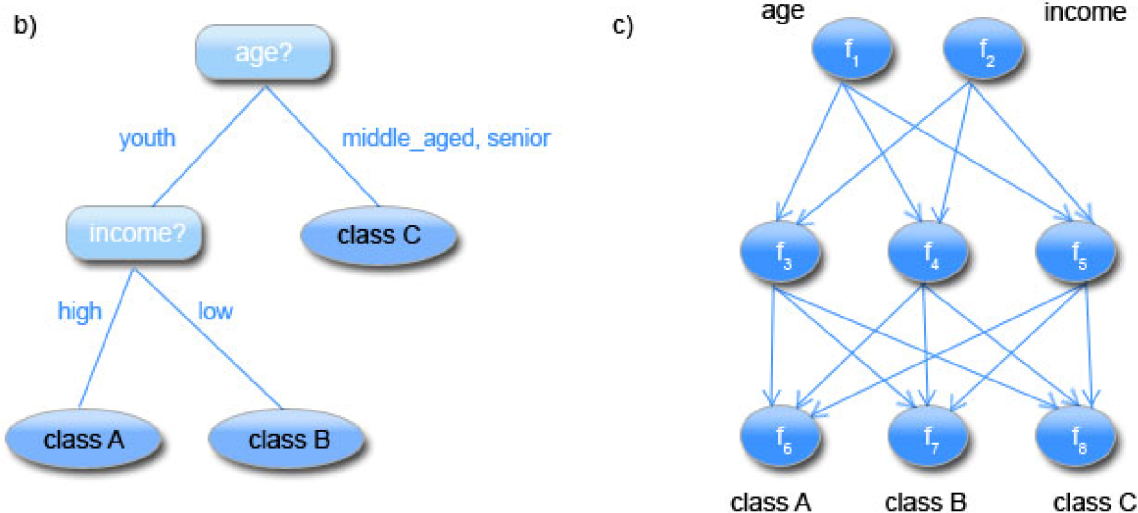 b)
age?
youth
middle_aged, senior
income?
class C
high
low
class A
class B
c)
age
income
f1
f2
f3
f4
f5
f6
f7
f8
class A
class B
class C